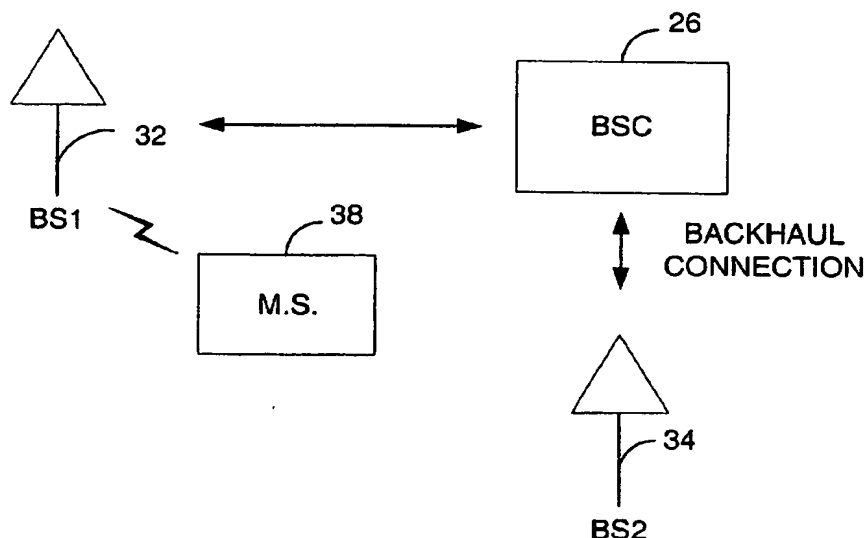 26
BSC
32
BS1
38
M.S.
BACKHAUL
CONNECTION
34
BS2